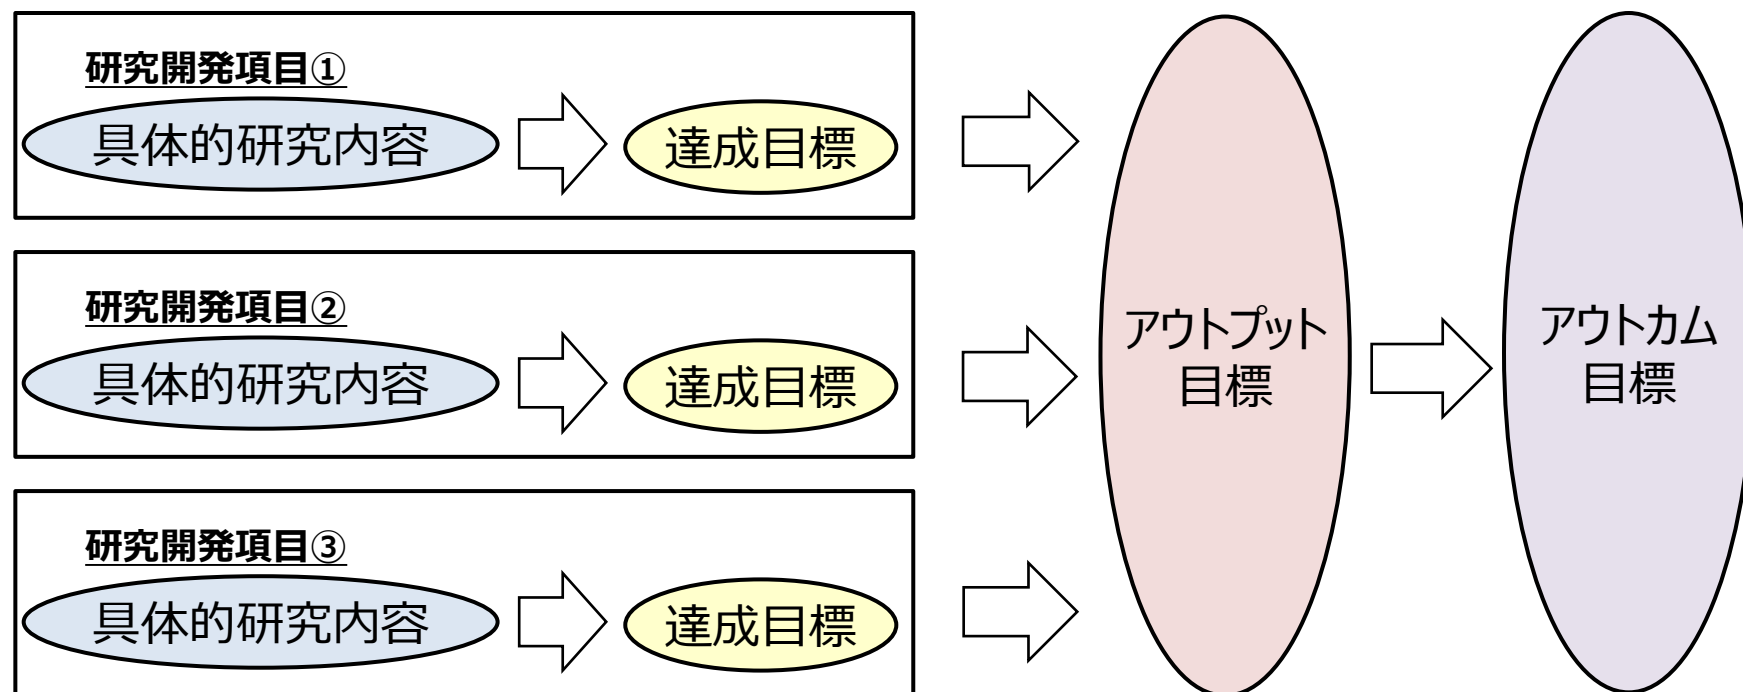 研究開発項目①
具体的研究内容
達成目標
研究開発項目②
具体的研究内容
達成目標
研究開発項目③
具体的研究内容
達成目標
アウトプット
目標
アウトカム
目標